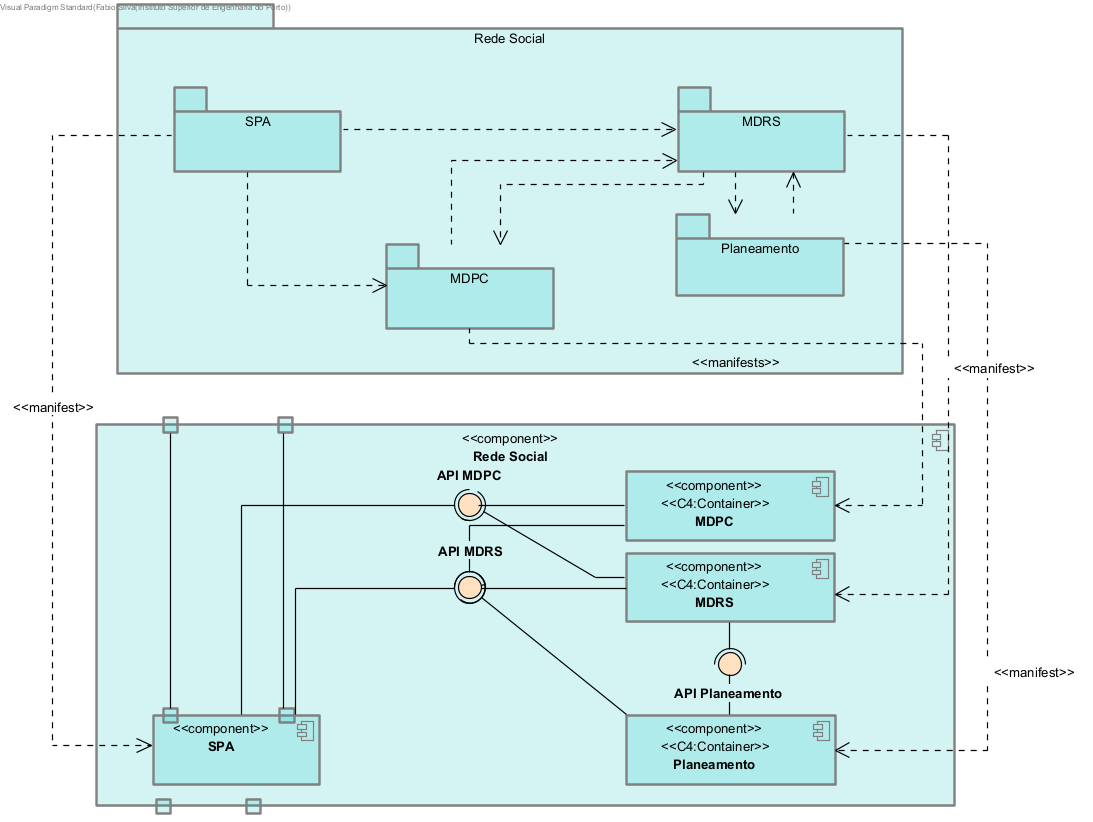 Visual Paradigm Standard(Fabio Silva(Instituto Superior de Engenharia do Porto))
Rede Social
SPA
MDRS
Planeamento
MDPC
<<manifests>>
<<manifest>>
<<manifest>>
<<component>>
Rede Social
API MDPC
<<component>>
<<C4:Container>>
MDPC
API MDRS
<<component>>
<<C4:Container>>
MDRS
<<manifest>>
API Planeamento
<<component>>
SPA
<<component>>
<<C4:Container>>
Planeamento